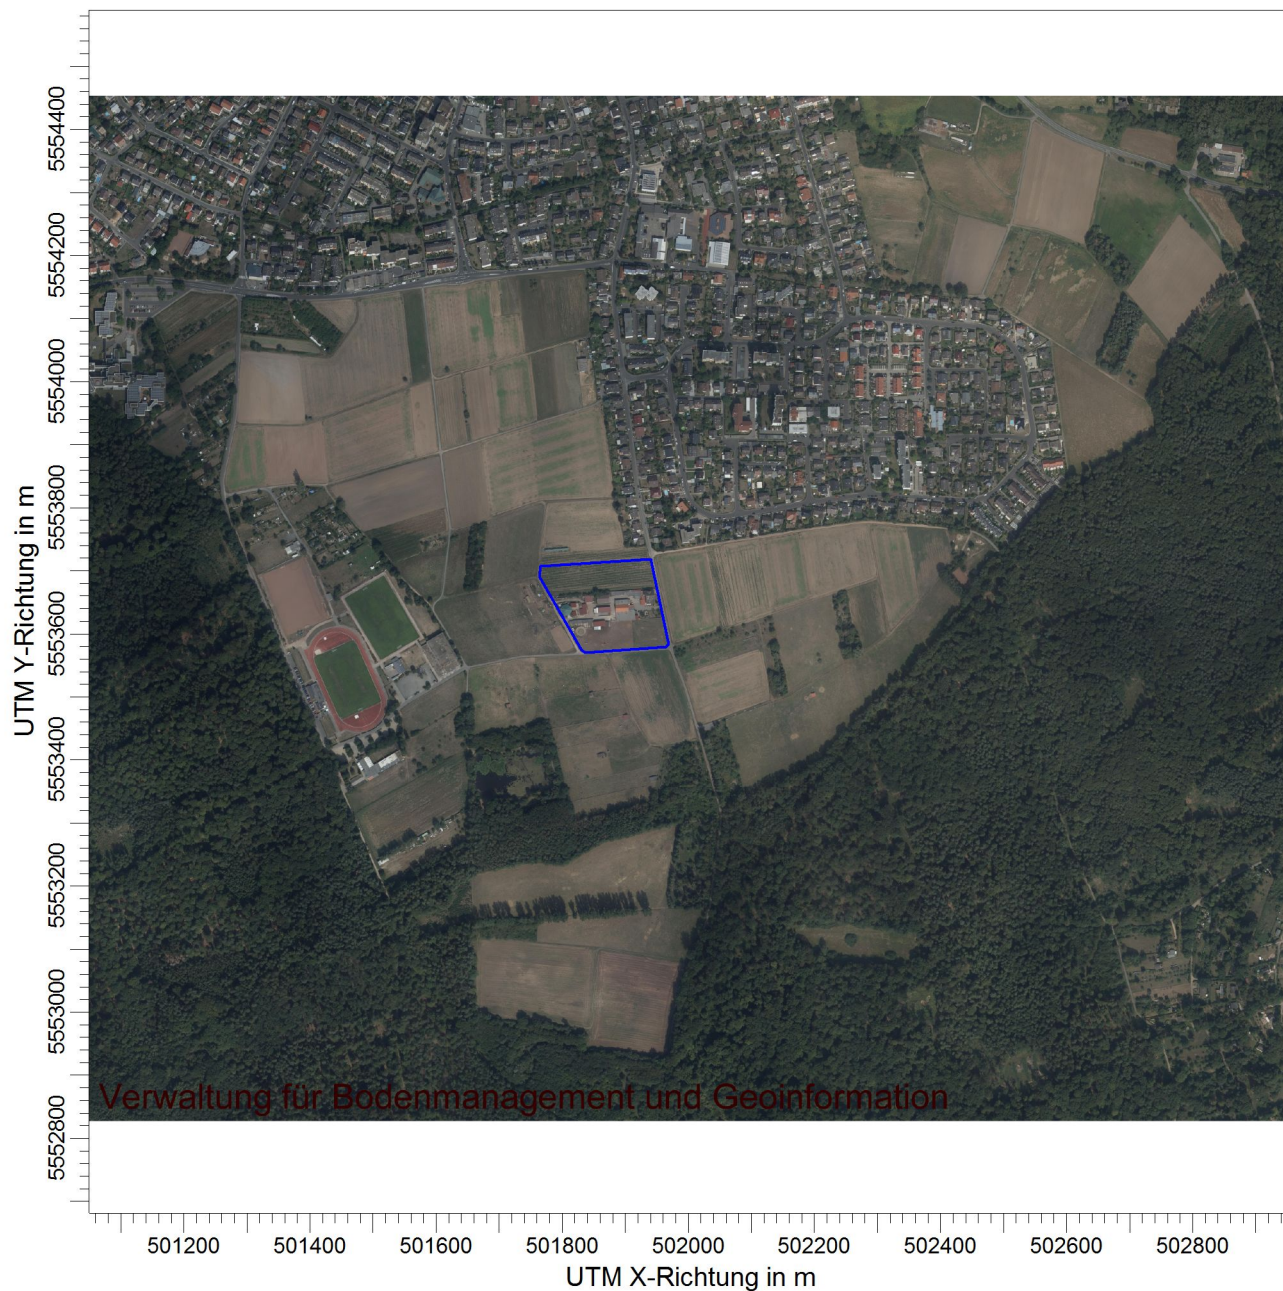 UTM Y-Richtung in m
5554400
5554200
5554000
5553800
5553600
5553400
5553200
5553000
5552800
Verwaltung für Bodenmanagement und Geoinformation
501200 501400 501600 501800 502000 502200 502400 502600 502800
UTM X-Richtung in m